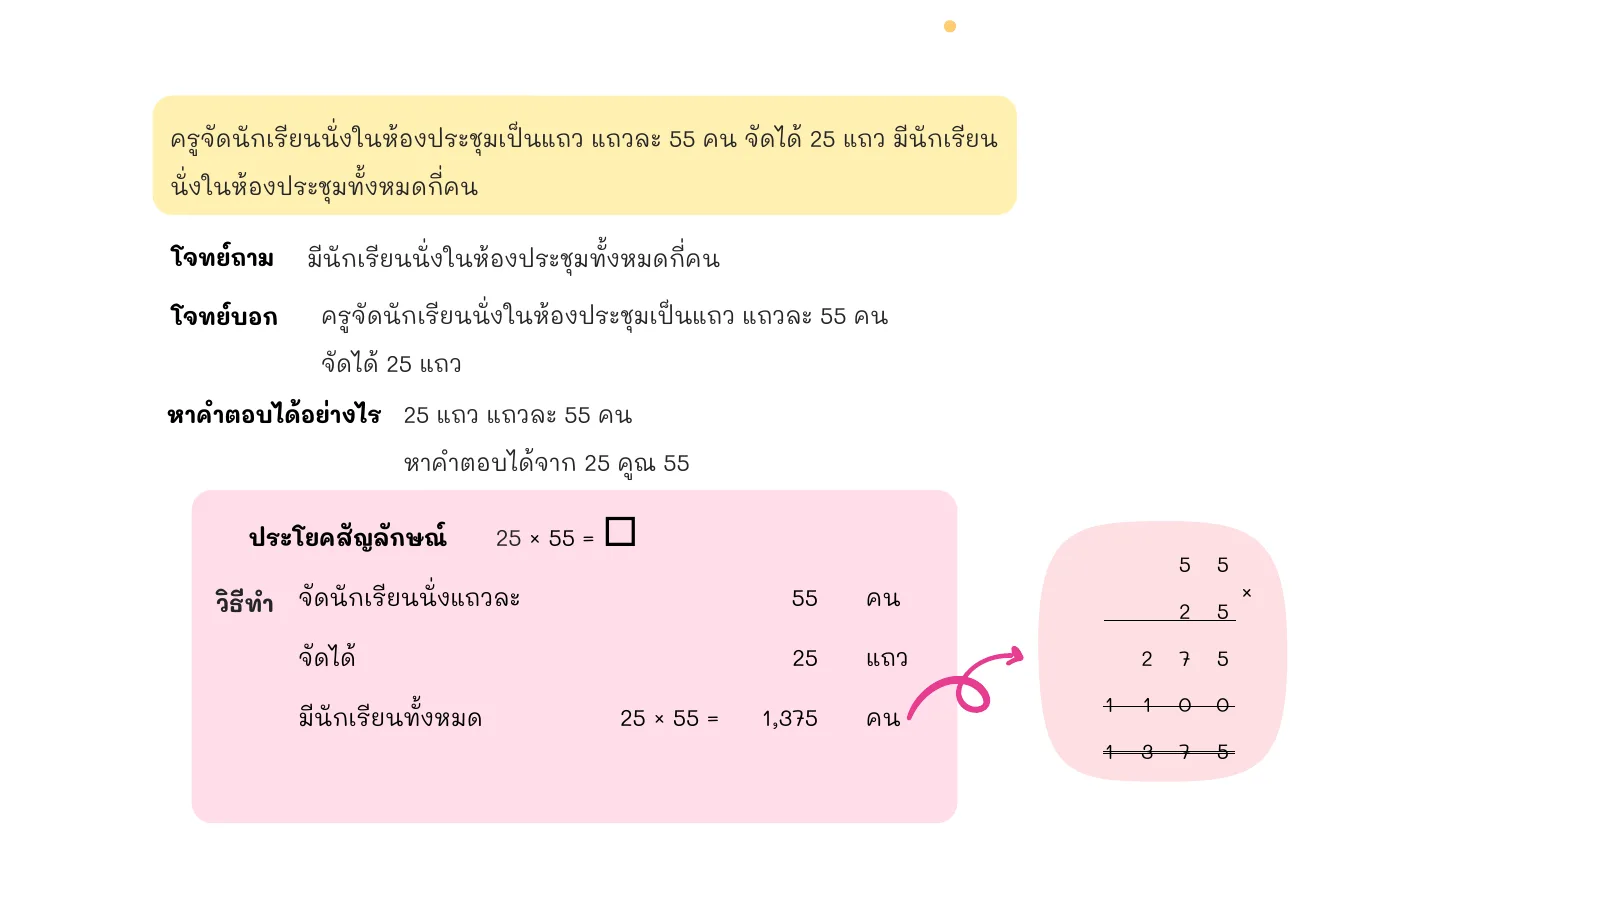 ครูจัดนักเรียนนั่งในห้องประชุมเป็นแถว แถวละ 55 คน จัดได้ 25 แถว มีนักเรียน
นั่งในห้องประชุมทั้งหมดกี่คน
โจทย์ถาม มีนักเรียนนั่งในห้องประชุมทั้งหมดกี่คน
โจทย์บอก ครูจัดนักเรียนนั่งในห้องประชุมเป็นแถว แถวละ 55 คน
จัดได้ 25 แถว
หาคำตอบได้อย่างไร 25 แถว แถวละ 55 คน
หาคำตอบได้จาก 25 คูณ 55
ประโยคสัญลักษณ์ 25 × 55 = □
วิธีทำ จัดนักเรียนนั่งแถวละ 55 คน
จัดได้ 25 แถว
มีนักเรียนทั้งหมด 25 × 55 = 1,375 คน
5 5
×
2 5
2 7 5
1 1 0 0
1 3 7 5